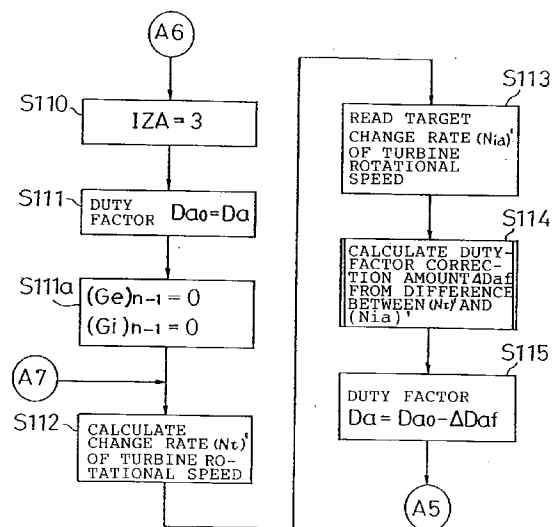 A6
S110
IZA = 3
S111
DUTY
FACTOR Da₀=Da
S111a
(Ge)n-1 = 0
(Gi)n-1 = 0
A7
S112
CALCULATE
CHANGE RATE (Nt)'
OF TURBINE RO-
TATIONAL SPEED
S113
READ TARGET
CHANGE RATE (Nia)'
OF TURBINE
ROTATIONAL
SPEED
S114
CALCULATE DUTY-
FACTOR CORREC-
TION AMOUNT ΔDaf
FROM DIFFERENCE
BETWEEN (Nt)' AND
(Nia)'
S115
DUTY FACTOR
Da = Da₀ - ΔDaf
A5